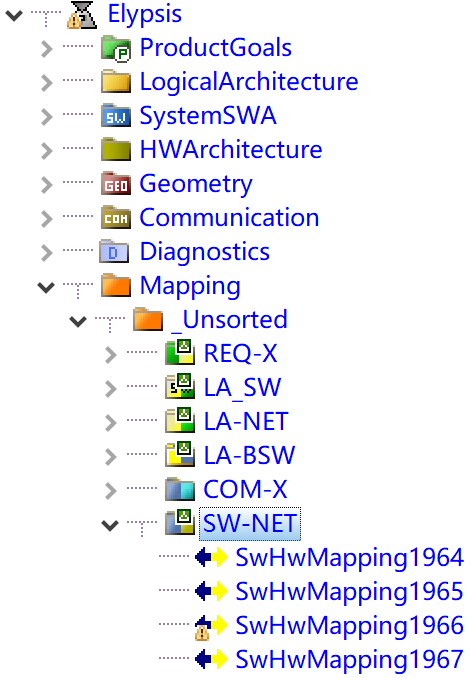 Elypsis
ProductGoals
LogicalArchitecture
SystemSWA
HWArchitecture
Geometry
Communication
Diagnostics
Mapping
_Unsorted
REQ-X
LA_SW
LA-NET
LA-BSW
COM-X
SW-NET
SwHwMapping1964
SwHwMapping1965
SwHwMapping1966
SwHwMapping1967